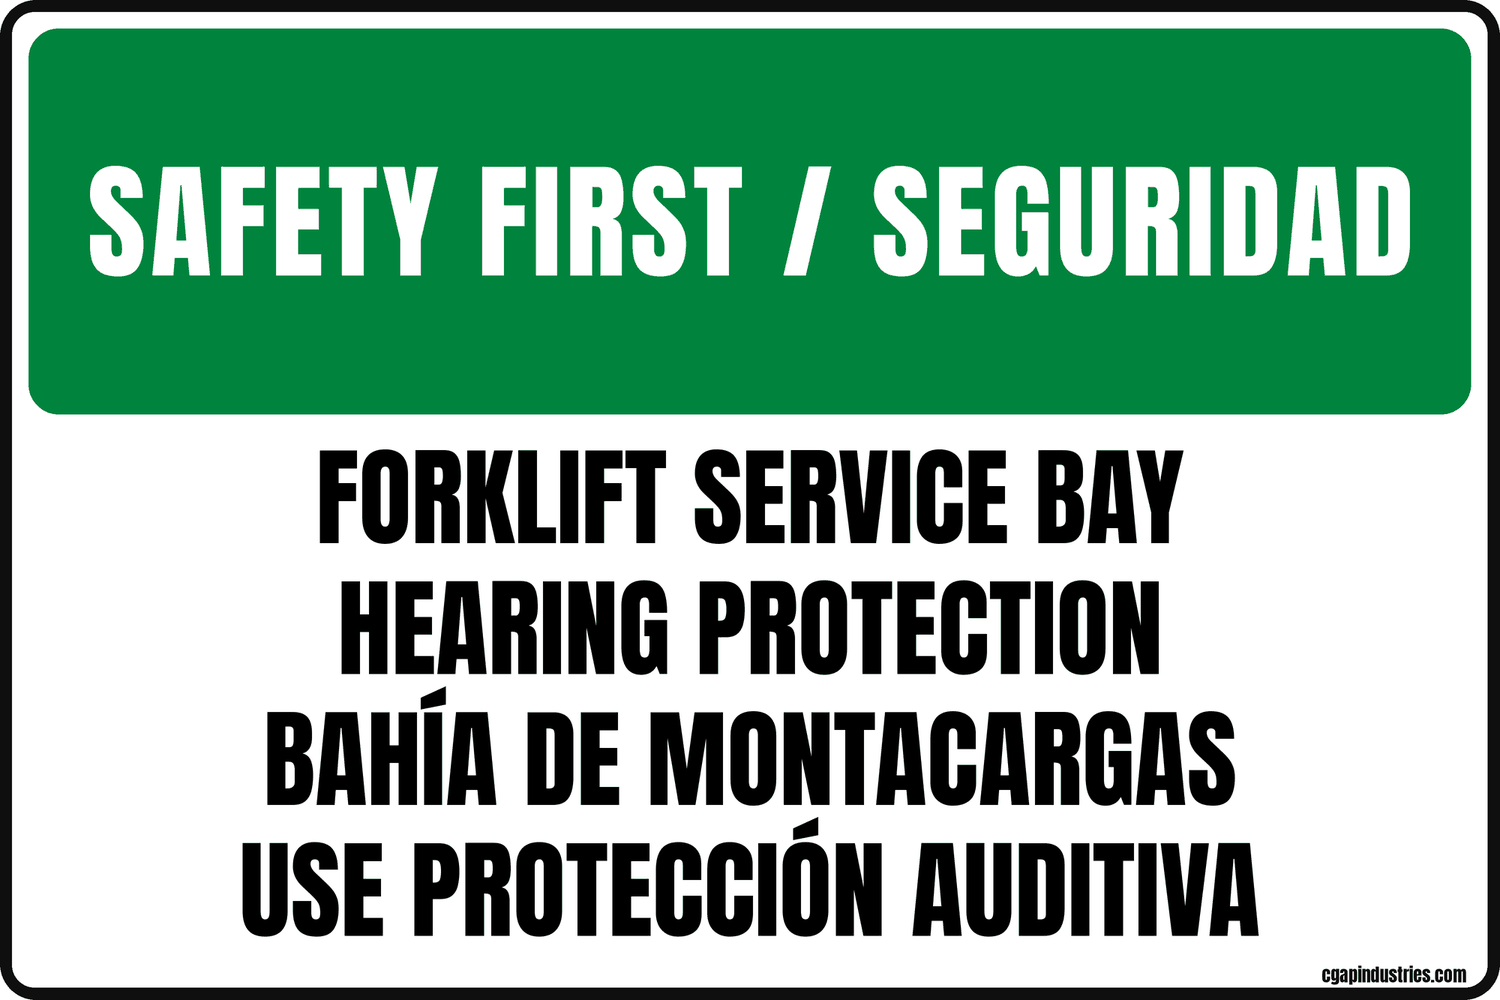 SAFETY FIRST / SEGURIDAD
FORKLIFT SERVICE BAY
HEARING PROTECTION
BAHÍA DE MONTACARGAS
USE PROTECCIÓN AUDITIVA
cgapindustries.com